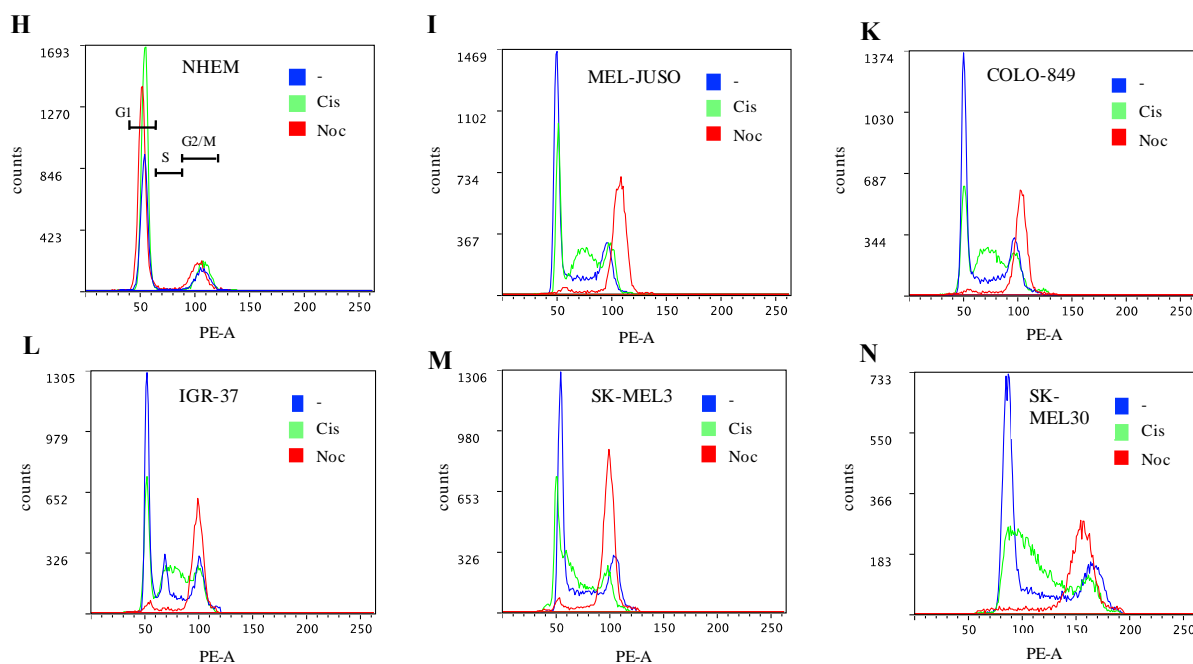 H
1693
1270
846
423
counts
NHEM
-
Cis
Noc
G1
S
G2/M
50 100 150 200 250
PE-A
I
1469
1102
734
367
counts
MEL-JUSO
-
Cis
Noc
50 100 150 200 250
PE-A
K
1374
1030
687
344
counts
COLO-849
-
Cis
Noc
50 100 150 200 250
PE-A
L
1305
979
652
326
counts
IGR-37
-
Cis
Noc
50 100 150 200 250
PE-A
M
1306
980
653
326
counts
SK-MEL3
-
Cis
Noc
50 100 150 200 250
PE-A
N
733
550
366
183
counts
SK-
MEL30
-
Cis
Noc
50 100 150 200 250
PE-A